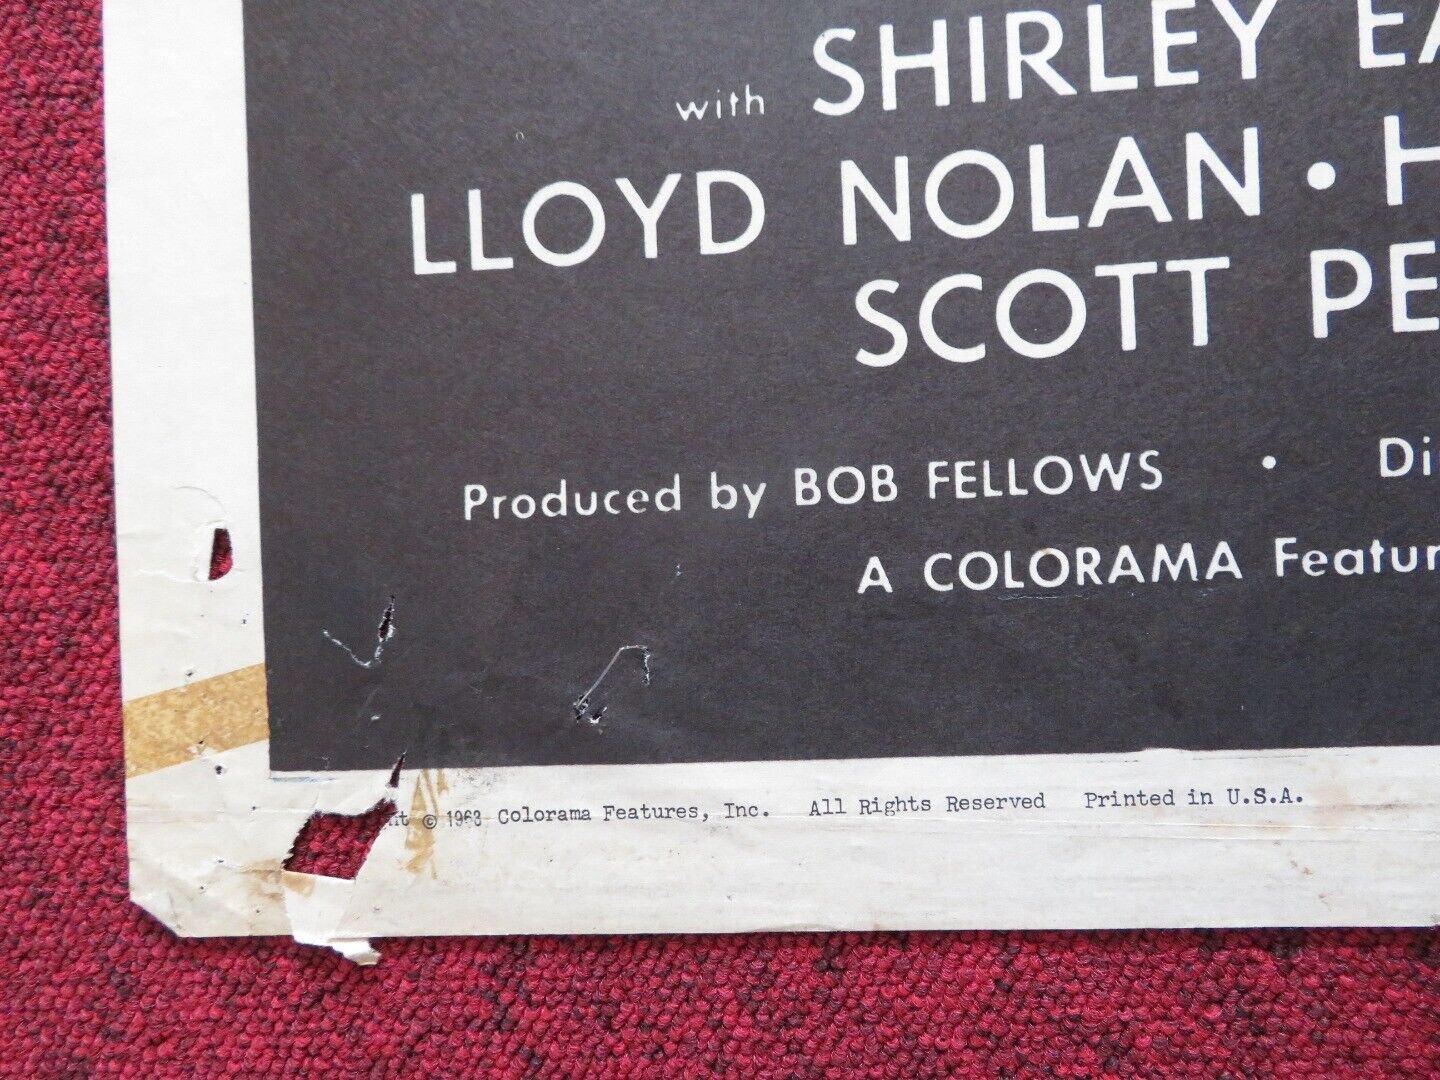 with SHIRLEY
LLOYD NOLAN •
SCOTT
Produced by BOB FELLOWS •
A COLORAMA
© 1963 Colorama Features, Inc. All Rights Reserved Printed in U.S.A.